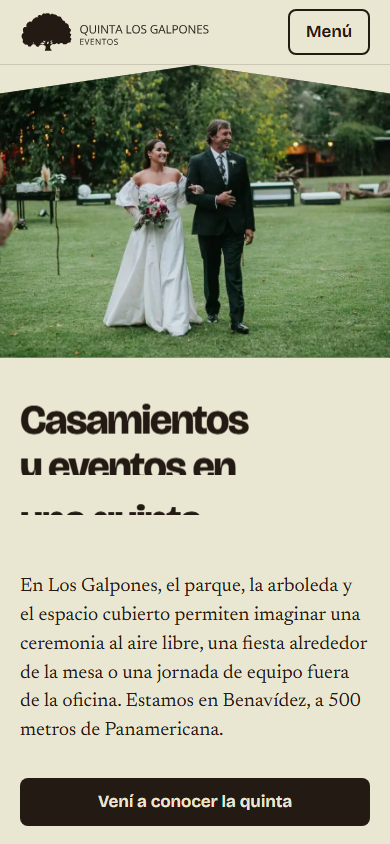 QUINTA LOS GALPONES
EVENTOS
Menú
Casamientos
y eventos en
una quinta
En Los Galpones, el parque, la arboleda y
el espacio cubierto permiten imaginar una
ceremonia al aire libre, una fiesta alrededor
de la mesa o una jornada de equipo fuera
de la oficina. Estamos en Benavídez, a 500
metros de Panamericana.
Vení a conocer la quinta